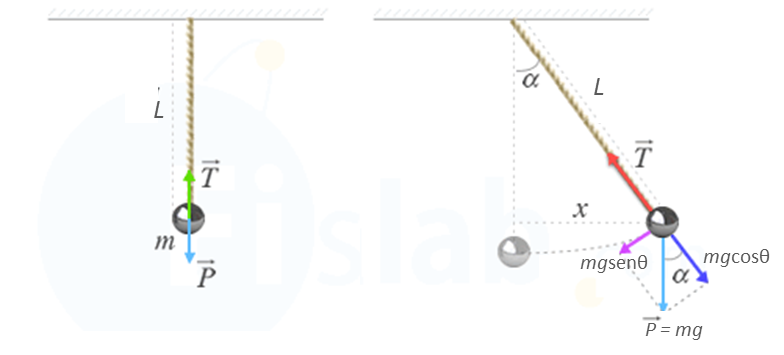 L
T
m
P
α
L
T
x
mgsenθ
α
mgcosθ
P = mg
Fislab